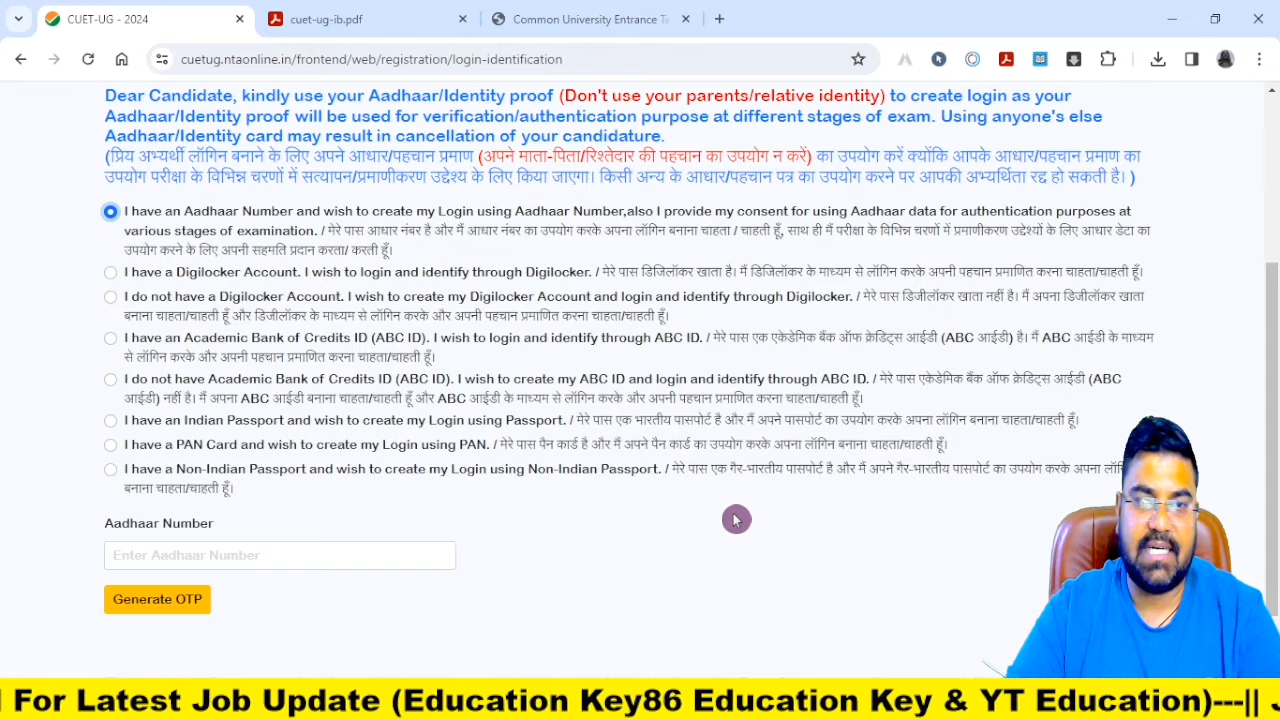 CUET-UG - 2024
cuet-ug-ib.pdf
Common University Entrance Te
cuetug.ntaonline.in/frontend/web/registration/login-identification
Dear Candidate, kindly use your Aadhaar/Identity proof (Don't use your parents/relative identity) to create login as your
Aadhaar/Identity proof will be used for verification/authentication purpose at different stages of exam. Using anyone's else
Aadhaar/Identity card may result in cancellation of your candidature.
(प्रिय अभ्यर्थी लॉगिन बनाने के लिए अपने आधार/पहचान प्रमाण (अपने माता-पिता/रिश्तेदार की पहचान का उपयोग न करें) का उपयोग करें क्योंकि आपके आधार/पहचान प्रमाण का
उपयोग परीक्षा के विभिन्न चरणों में सत्यापन/प्रमाणीकरण उद्देश्य के लिए किया जाएगा। किसी अन्य के आधार/पहचान पत्र का उपयोग करने पर आपकी अभ्यर्थिता रद्द हो सकती है। )
I have an Aadhaar Number and wish to create my Login using Aadhaar Number,also I provide my consent for using Aadhaar data for authentication purposes at
various stages of examination. / मेरे पास आधार नंबर है और मैं आधार नंबर का उपयोग करके अपना लॉगिन बनाना चाहता / चाहती हूँ, साथ ही मैं परीक्षा के विभिन्न चरणों में प्रमाणीकरण उद्देश्यों के लिए आधार डेटा का
उपयोग करने के लिए अपनी सहमति प्रदान करता/ करती हूँ।
I have a Digilocker Account. I wish to login and identify through Digilocker. / मेरे पास डिजिलॉकर खाता है। मैं डिजिलॉकर के माध्यम से लॉगिन करके अपनी पहचान प्रमाणित करना चाहता/चाहती हूँ।
I do not have a Digilocker Account. I wish to create my Digilocker Account and login and identify through Digilocker. / मेरे पास डिजीलॉकर खाता नहीं है। मैं अपना डिजीलॉकर खाता
बनाना चाहता/चाहती हूँ और डिजीलॉकर के माध्यम से लॉगिन करके और अपनी पहचान प्रमाणित करना चाहता/चाहती हूँ।
I have an Academic Bank of Credits ID (ABC ID). I wish to login and identify through ABC ID. / मेरे पास एक एकेडेमिक बैंक ऑफ क्रेडिट्स आईडी (ABC आईडी) है। मैं ABC आईडी के माध्यम
से लॉगिन करके और अपनी पहचान प्रमाणित करना चाहता/चाहती हूँ।
I do not have Academic Bank of Credits ID (ABC ID). I wish to create my ABC ID and login and identify through ABC ID. / मेरे पास एकेडेमिक बैंक ऑफ क्रेडिट्स आईडी (ABC
आईडी) नहीं है। मैं अपना ABC आईडी बनाना चाहता/चाहती हूँ और ABC आईडी के माध्यम से लॉगिन करके और अपनी पहचान प्रमाणित करना चाहता/चाहती हूँ।
I have an Indian Passport and wish to create my Login using Passport. / मेरे पास एक भारतीय पासपोर्ट है और मैं अपने पासपोर्ट का उपयोग करके अपना लॉगिन बनाना चाहता/चाहती हूँ।
I have a PAN Card and wish to create my Login using PAN. / मेरे पास पैन कार्ड है और मैं अपने पैन कार्ड का उपयोग करके अपना लॉगिन बनाना चाहता/चाहती हूँ।
I have a Non-Indian Passport and wish to create my Login using Non-Indian Passport. / मेरे पास एक गैर-भारतीय पासपोर्ट है और मैं अपने गैर-भारतीय पासपोर्ट का उपयोग करके अपना
बनाना चाहता/चाहती हूँ।
Aadhaar Number
Enter Aadhaar Number
Generate OTP
For Latest Job Update (Education Key86 Education Key & YT Education)---|| J